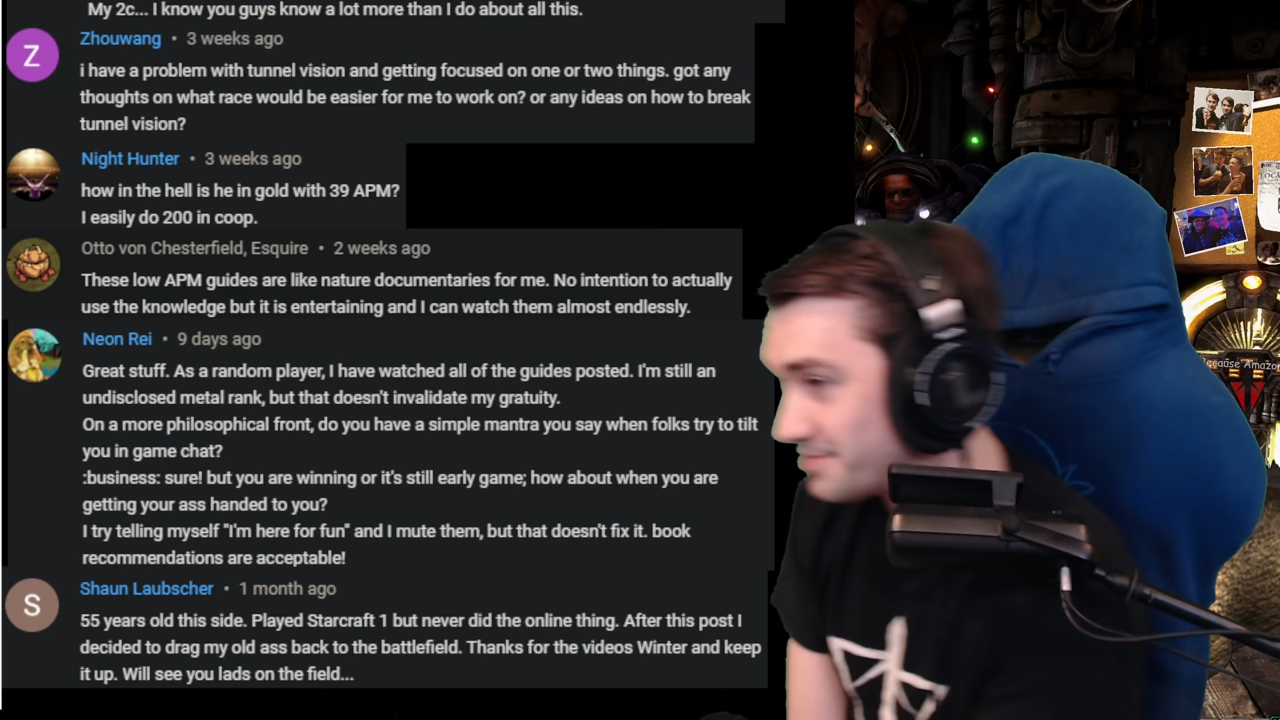 My 2c... I know you guys know a lot more than I do about all this.
Zhouwang • 3 weeks ago
Z
i have a problem with tunnel vision and getting focused on one or two things. got any
thoughts on what race would be easier for me to work on? or any ideas on how to break
tunnel vision?
Night Hunter • 3 weeks ago
how in the hell is he in gold with 39 APM?
I easily do 200 in coop.
Otto von Chesterfield, Esquire • 2 weeks ago
These low APM guides are like nature documentaries for me. No intention to actually
use the knowledge but it is entertaining and I can watch them almost endlessly.
Neon Rei • 9 days ago
Great stuff. As a random player, I have watched all of the guides posted. I'm still an
undisclosed metal rank, but that doesn't invalidate my gratuity.
On a more philosophical front, do you have a simple mantra you say when folks try to tilt
you in game chat?
:business: sure! but you are winning or it's still early game; how about when you are
getting your ass handed to you?
I try telling myself "I'm here for fun" and I mute them, but that doesn't fix it. book
recommendations are acceptable!
Shaun Laubscher • 1 month ago
S
55 years old this side. Played Starcraft 1 but never did the online thing. After this post I
decided to drag my old ass back to the battlefield. Thanks for the videos Winter and keep
it up. Will see you lads on the field...